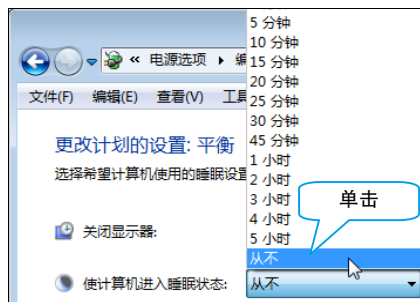 « 电源选项 ▸ 编
文件(F) 编辑(E) 查看(V) 工具
更改计划的设置: 平衡
选择希望计算机使用的睡眠设置
关闭显示器:
5 分钟
10 分钟
15 分钟
20 分钟
25 分钟
30 分钟
45 分钟
1 小时
2 小时
3 小时
4 小时
5 小时
从不
单击
使计算机进入睡眠状态: 从不